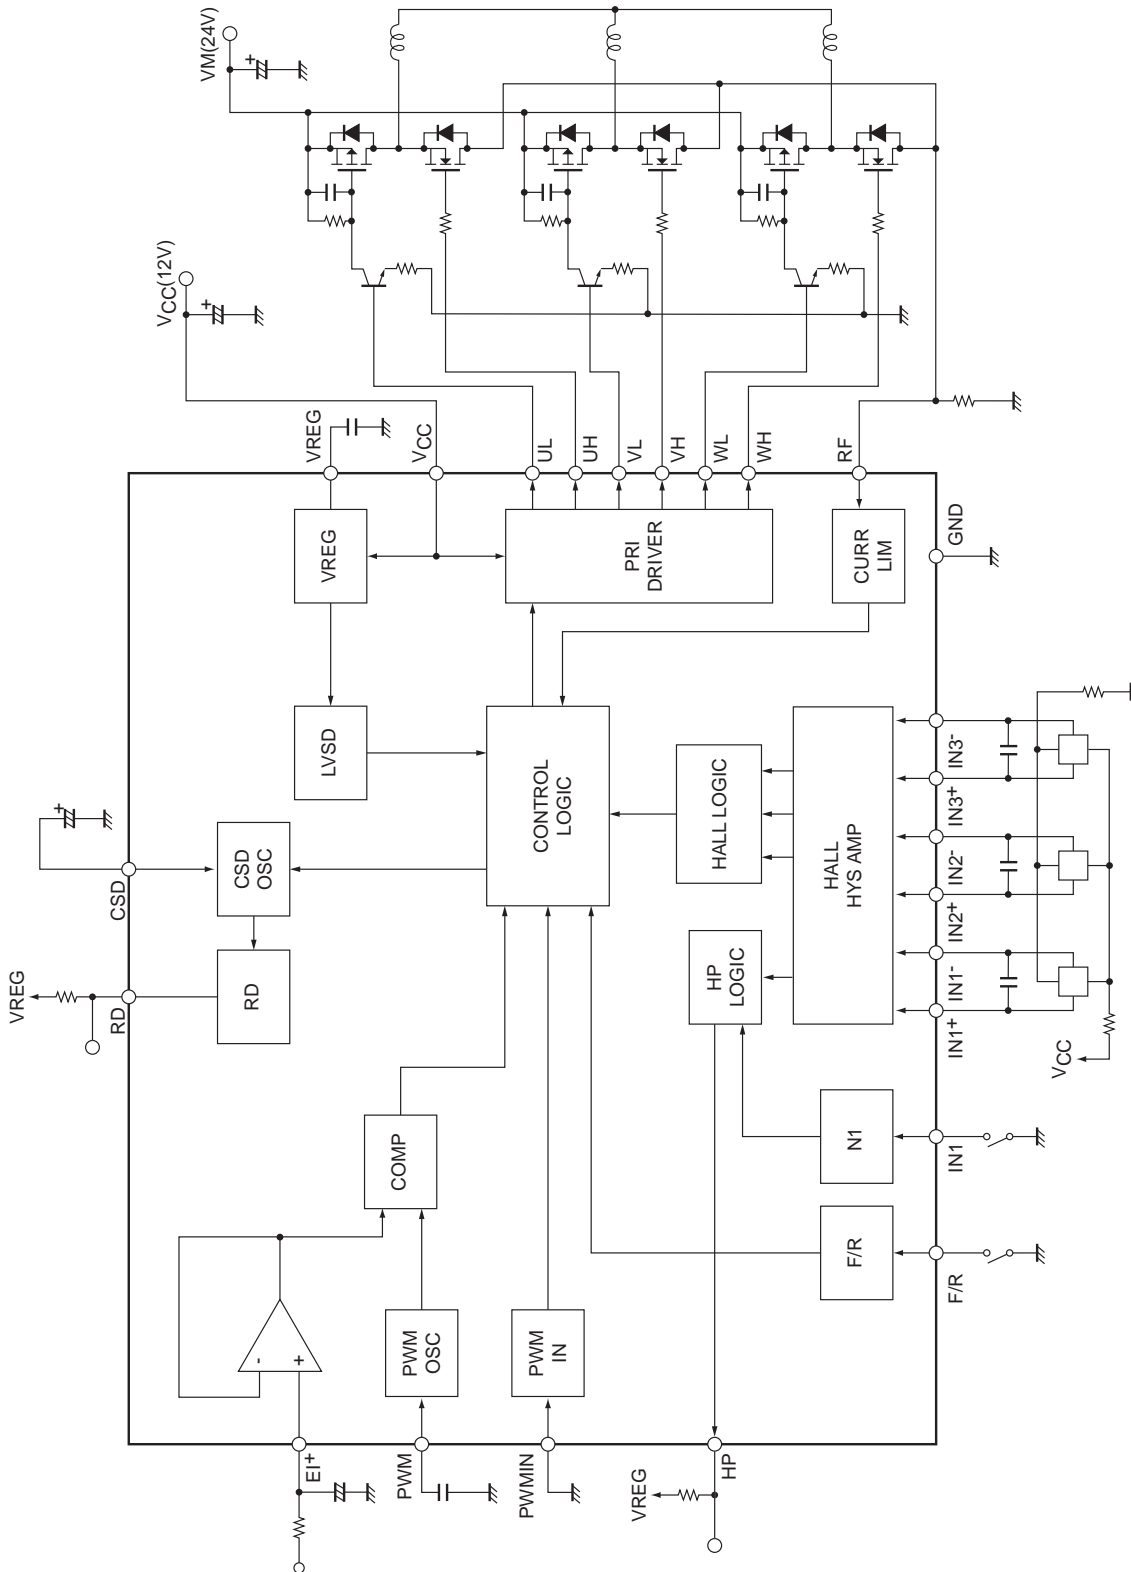 VM(24V)
+
VCC(12V)
+
VREG
VCC
UL
UH
VL
VH
WL
WH
RF
VREG
PRI
DRIVER
CURR
LIM
GND
LVSD
CONTROL
LOGIC
HALL LOGIC
HALL
HYS AMP
IN3-
IN3+
IN2-
IN2+
IN1-
IN1+
+
CSD
CSD
OSC
VREG
RD
RD
HP
LOGIC
VCC
COMP
N1
IN1
F/R
F/R
-
+
PWM
OSC
PWM
IN
EI+
PWM
PWMIN
VREG
HP